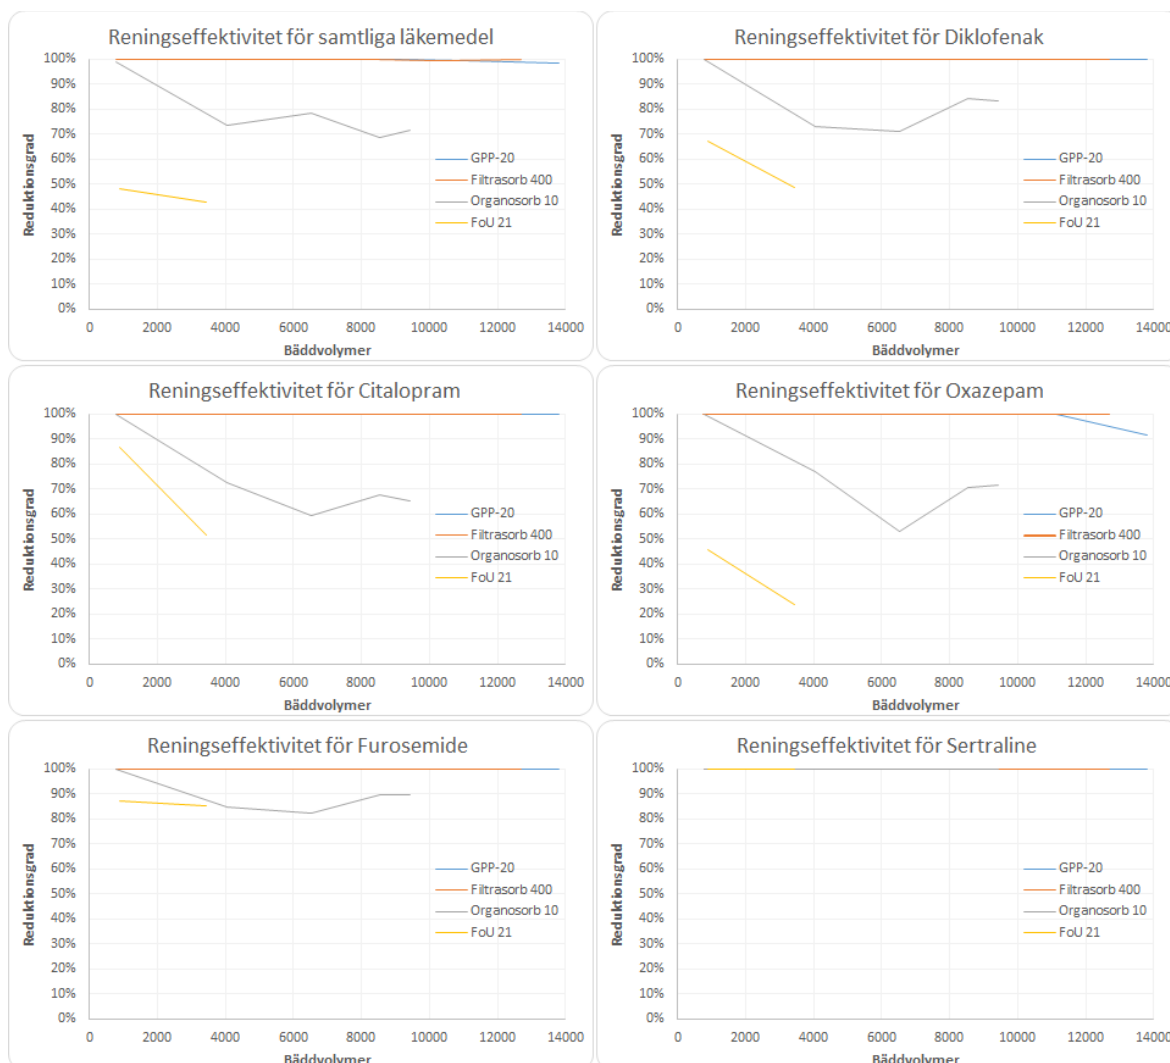 Reningseffektivitet för samtliga läkemedel
100%
90%
80%
70%
60%
50%
40%
30%
20%
10%
0%
Reduktionsgrad
GPP-20
Filtrasorb 400
Organosorb 10
FoU 21
0 2000 4000 6000 8000 10000 12000 14000
Bäddvolymer
Reningseffektivitet för Diklofenak
100%
90%
80%
70%
60%
50%
40%
30%
20%
10%
0%
Reduktionsgrad
GPP-20
Filtrasorb 400
Organosorb 10
FoU 21
0 2000 4000 6000 8000 10000 12000 14000
Bäddvolymer
Reningseffektivitet för Citalopram
100%
90%
80%
70%
60%
50%
40%
30%
20%
10%
0%
Reduktionsgrad
GPP-20
Filtrasorb 400
Organosorb 10
FoU 21
0 2000 4000 6000 8000 10000 12000 14000
Bäddvolymer
Reningseffektivitet för Oxazepam
100%
90%
80%
70%
60%
50%
40%
30%
20%
10%
0%
Reduktionsgrad
GPP-20
Filtrasorb 400
Organosorb 10
FoU 21
0 2000 4000 6000 8000 10000 12000 14000
Bäddvolymer
Reningseffektivitet för Furosemide
100%
90%
80%
70%
60%
50%
40%
30%
20%
10%
0%
Reduktionsgrad
GPP-20
Filtrasorb 400
Organosorb 10
FoU 21
0 2000 4000 6000 8000 10000 12000 14000
Bäddvolymer
Reningseffektivitet för Sertraline
100%
90%
80%
70%
60%
50%
40%
30%
20%
10%
0%
Reduktionsgrad
GPP-20
Filtrasorb 400
Organosorb 10
FoU 21
0 2000 4000 6000 8000 10000 12000 14000
Bäddvolymer